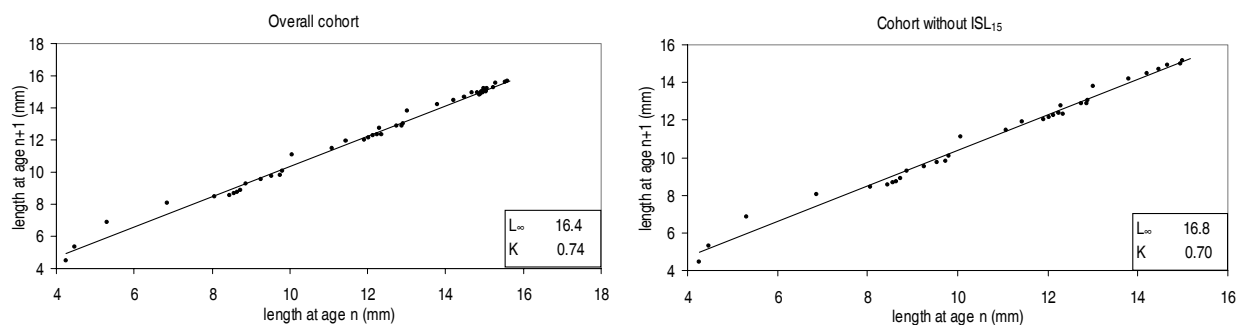 Overall cohort
18
16
14
12
10
8
6
4
length at age n+1 (mm)
4 6 8 10 12 14 16 18
length at age n (mm)
L∞ 16.4
K 0.74
Cohort without ISL₁₅
16
14
12
10
8
6
4
length at age n+1 (mm)
4 6 8 10 12 14 16
length at age n (mm)
L∞ 16.8
K 0.70